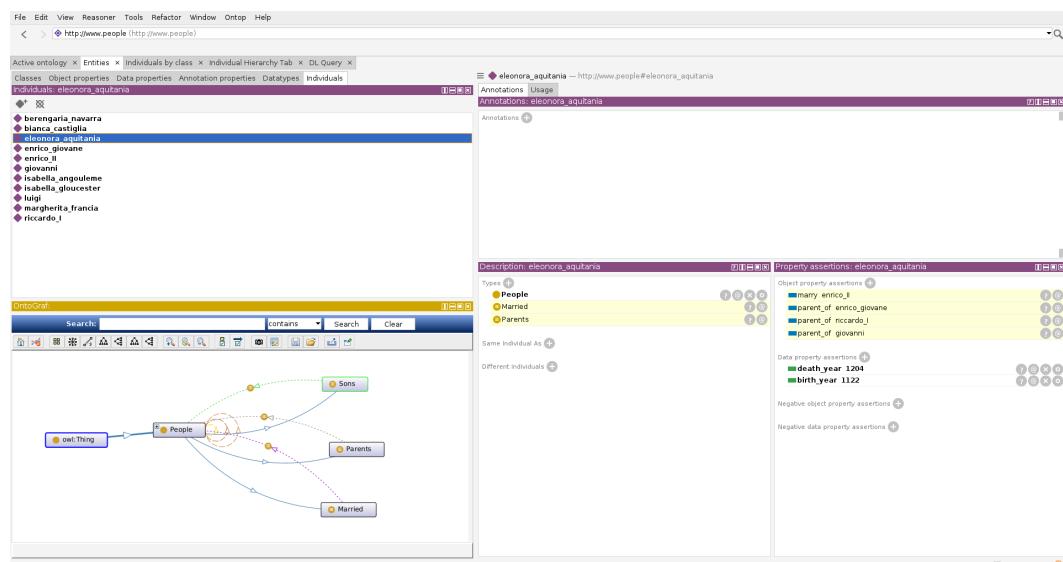 File Edit View Reasoner Tools Refactor Window Ontop Help
http://www.people (http://www.people)
Active ontology × Entities × Individuals by class × Individual Hierarchy Tab × DL Query ×
Classes Object properties Data properties Annotation properties Datatypes Individuals
Individuals: eleonora_aquitania
berengaria_navarra
bianca_castiglia
eleonora_aquitania
enrico_giovane
enrico_II
giovanni
isabella_angouleme
isabella_gloucester
luigi
margherita_francia
riccardo_I
OntoGraf:
Search: contains Search Clear
Sons
People
owl:Thing
Parents
Married
eleonora_aquitania — http://www.people#eleonora_aquitania
Annotations Usage
Annotations: eleonora_aquitania
Annotations
Description: eleonora_aquitania
Types
People
Married
Parents
Same Individual As
Different Individuals
Property assertions: eleonora_aquitania
Object property assertions
marry enrico_II
parent_of enrico_giovane
parent_of riccardo_I
parent_of giovanni
Data property assertions
death_year 1204
birth_year 1122
Negative object property assertions
Negative data property assertions